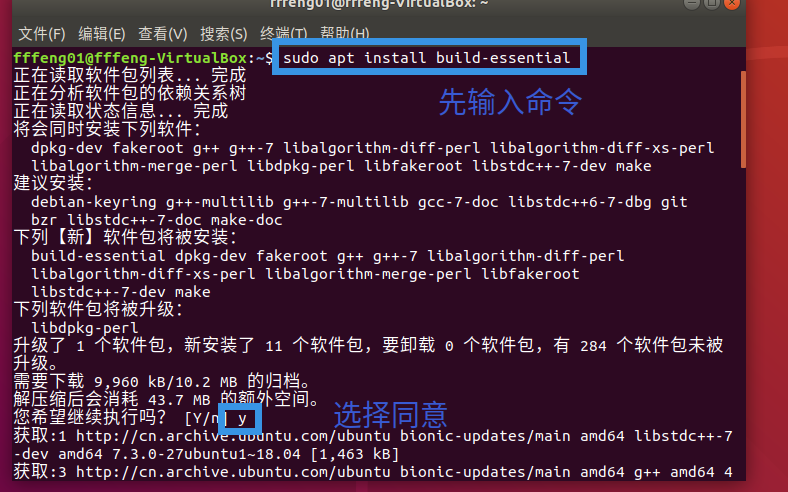 fffeng01@fffeng-VirtualBox: ~
文件(F) 编辑(E) 查看(V) 搜索(S) 终端(T) 帮助(H)
fffeng01@fffeng-VirtualBox:~$ sudo apt install build-essential
正在读取软件包列表... 完成
先输入命令
正在分析软件包的依赖关系树
正在读取状态信息... 完成
将会同时安装下列软件：
dpkg-dev fakeroot g++ g++-7 libalgorithm-diff-perl libalgorithm-diff-xs-perl
libalgorithm-merge-perl libdpkg-perl libfakeroot libstdc++-7-dev make
建议安装：
debian-keyring g++-multilib g++-7-multilib gcc-7-doc libstdc++6-7-dbg git
bzr libstdc++-7-doc make-doc
下列【新】软件包将被安装：
build-essential dpkg-dev fakeroot g++ g++-7 libalgorithm-diff-perl
libalgorithm-diff-xs-perl libalgorithm-merge-perl libfakeroot
libstdc++-7-dev make
下列软件包将被升级：
libdpkg-perl
升级了 1 个软件包，新安装了 11 个软件包，要卸载 0 个软件包，有 284 个软件包未被
升级。
需要下载 9,960 kB/10.2 MB 的归档。
解压缩后会消耗 43.7 MB 的额外空间。
您希望继续执行吗？ [Y/n] y
选择同意
获取:1 http://cn.archive.ubuntu.com/ubuntu bionic-updates/main amd64 libstdc++-7
-dev amd64 7.3.0-27ubuntu1~18.04 [1,463 kB]
获取:3 http://cn.archive.ubuntu.com/ubuntu bionic-updates/main amd64 g++ amd64 4